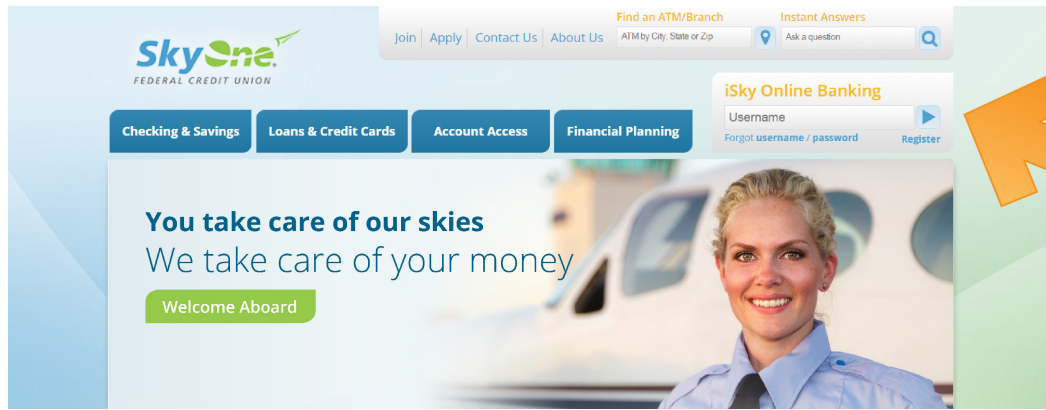 Find an ATM/Branch
Instant Answers
Join
Apply
Contact Us
About Us
ATM by City, State or Zip
Ask a question
SkyOne.
FEDERAL CREDIT UNION
iSky Online Banking
Username
Forgot username / password
Register
Checking & Savings
Loans & Credit Cards
Account Access
Financial Planning
You take care of our skies
We take care of your money
Welcome Aboard